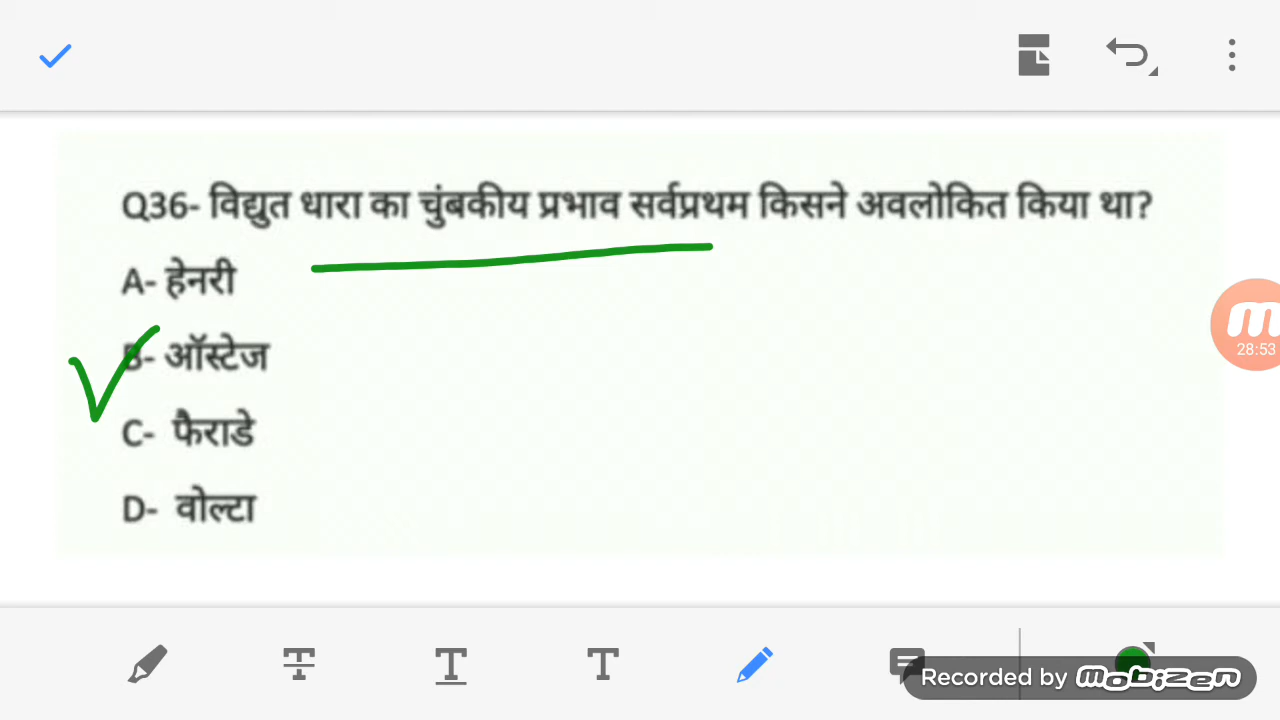 Q36- विद्युत धारा का चुंबकीय प्रभाव सर्वप्रथम किसने अवलोकित किया था?
A- हेनरी
B- ऑस्टेज
C- फैराडे
D- वोल्टा
28:53
Recorded by mobizen